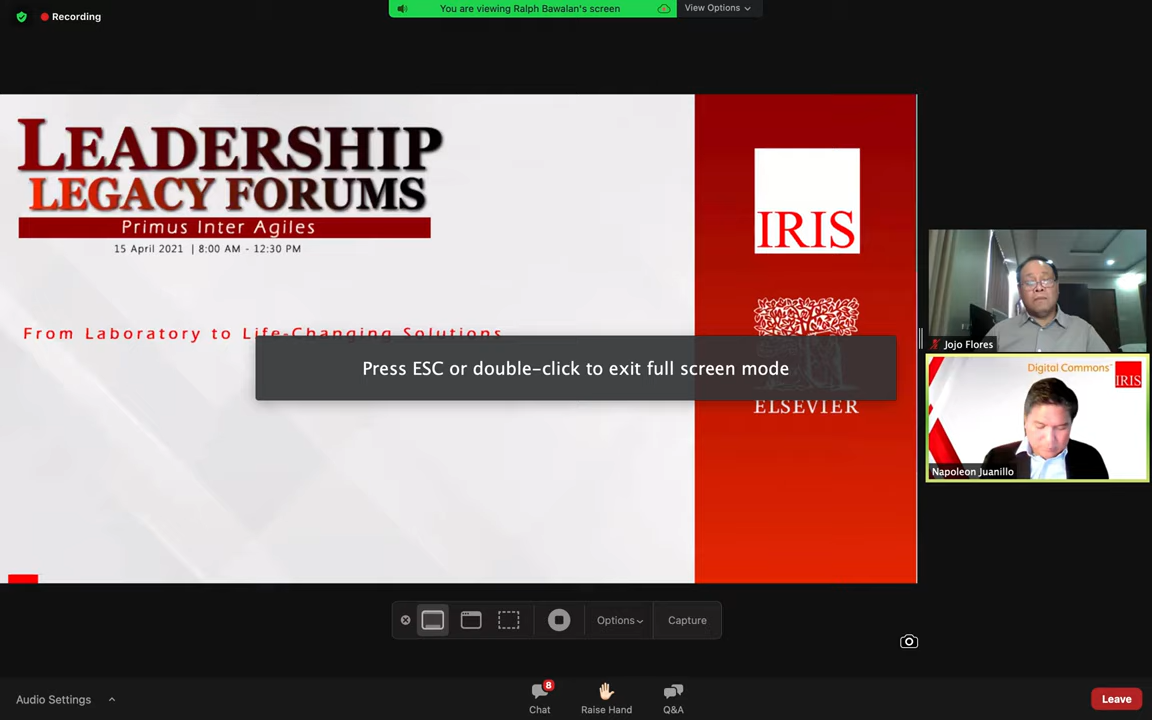 Recording
You are viewing Ralph Bawalan's screen
View Options
LEADERSHIP
LEGACY FORUMS
Primus Inter Agiles
15 April 2021 | 8:00 AM - 12:30 PM
From Laboratory to Life-Changing Solutions
IRIS
ELSEVIER
Press ESC or double-click to exit full screen mode
Jojo Flores
Digital Commons
IRIS
Napoleon Juanillo
Options
Capture
Audio Settings
8
Chat
Raise Hand
Q&A
Leave